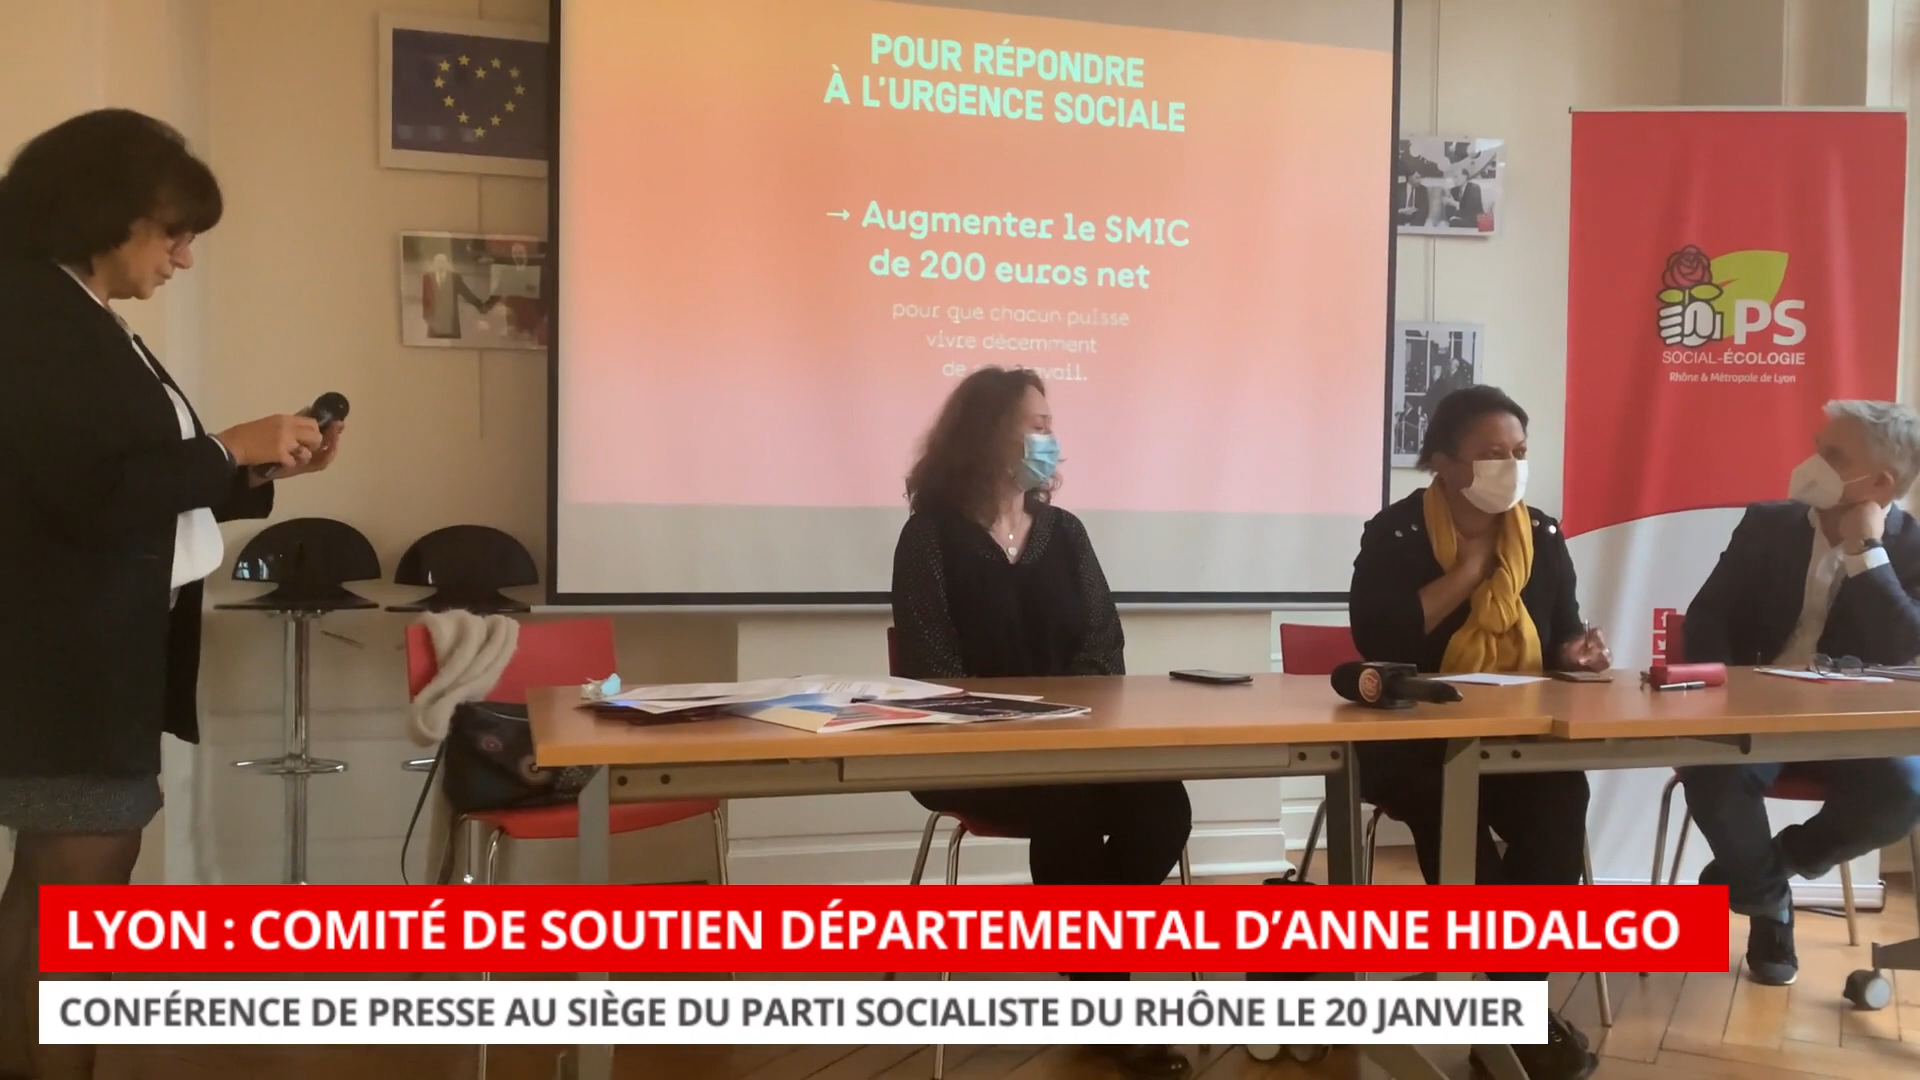 POUR RÉPONDRE
À L'URGENCE SOCIALE
→ Augmenter le SMIC
de 200 euros net
pour que chacun puisse
vivre décemment
de
PS
SOCIAL-ÉCOLOGIE
Rhône & Métropole de Lyon
LYON : COMITÉ DE SOUTIEN DÉPARTEMENTAL D’ANNE HIDALGO
CONFÉRENCE DE PRESSE AU SIÈGE DU PARTI SOCIALISTE DU RHÔNE LE 20 JANVIER